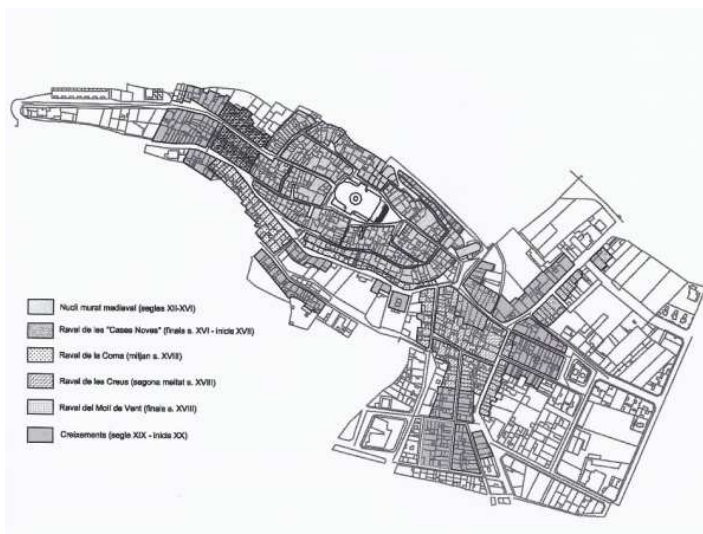 Nucli murat medieval (segles XII-XVI)
Raval de les "Cases Noves" (finals s. XVI - inicis XVII)
Raval de la Coma (mitjan s. XVIII)
Raval de les Creus (segona meitat s. XVIII)
Raval del Molí de Vent (finals s. XVIII)
Creixements (segle XIX - inicis XX)